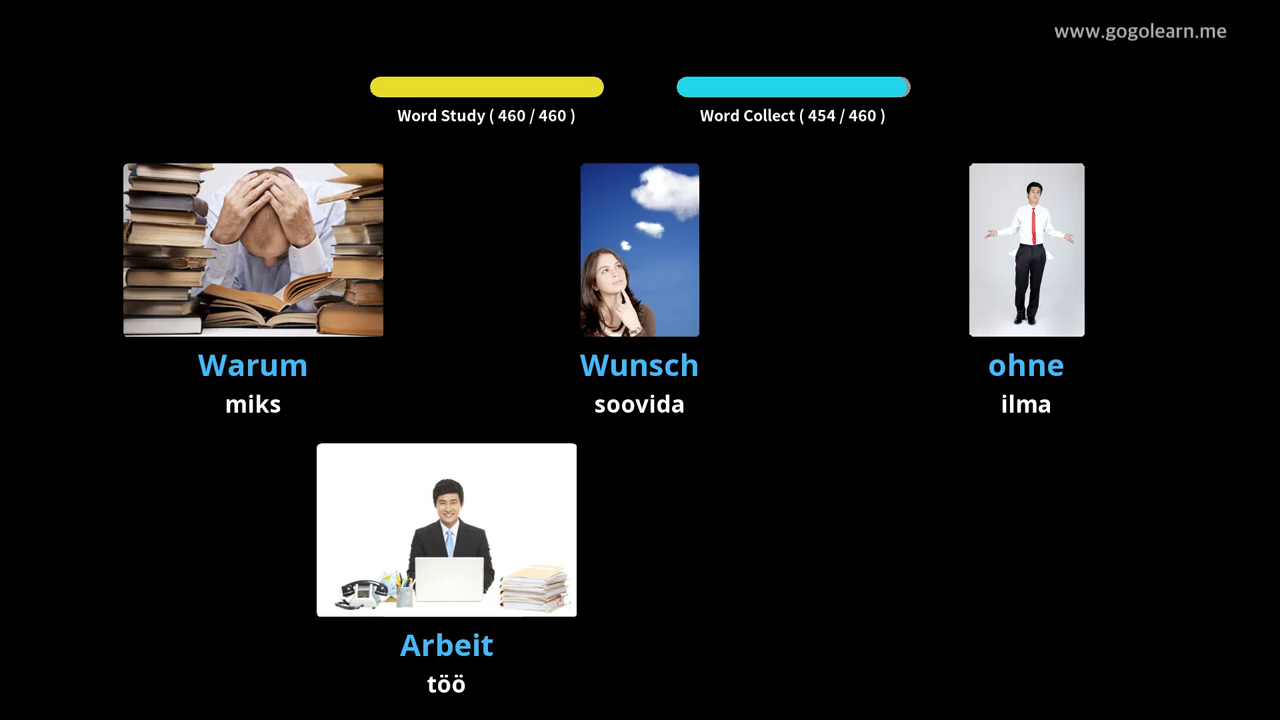 www.gogolearn.me
Word Study ( 460 / 460 )
Word Collect ( 454 / 460 )
Warum
miks
Wunsch
soovida
ohne
ilma
Arbeit
töö